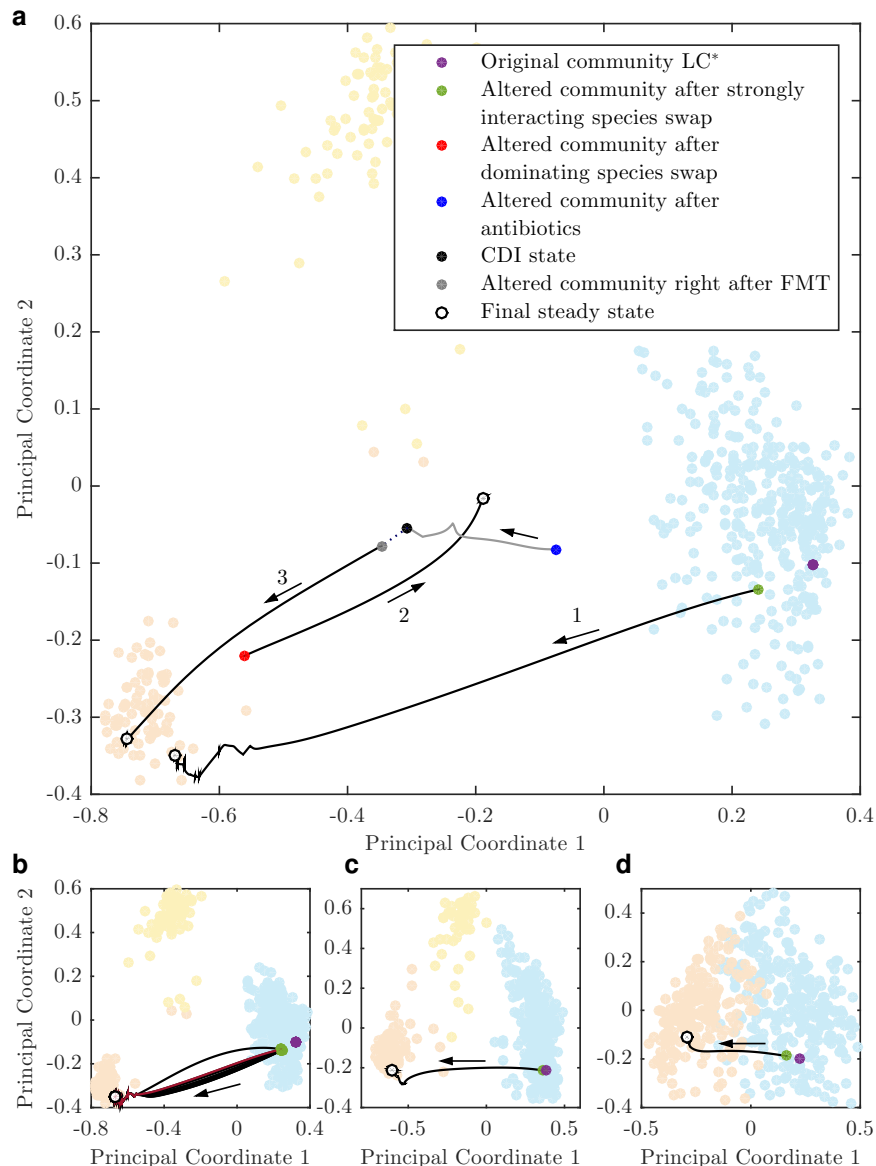 a
0.6
0.5
0.4
0.3
0.2
0.1
0
-0.1
-0.2
-0.3
-0.4
Principal Coordinate 2
Original community LC*
Altered community after strongly
interacting species swap
Altered community after
dominating species swap
Altered community after
antibiotics
CDI state
Altered community right after FMT
Final steady state
3
2
1
-0.8 -0.6 -0.4 -0.2 0 0.2 0.4
Principal Coordinate 1
b
0.6
0.4
0.2
0
-0.2
-0.4
Principal Coordinate 2
-0.8 -0.4 0 0.4
Principal Coordinate 1
c
0.6
0.4
0.2
0
-0.2
-0.4
-0.5 0 0.5
Principal Coordinate 1
d
0.4
0.2
0
-0.2
-0.4
-0.5 0 0.5
Principal Coordinate 1